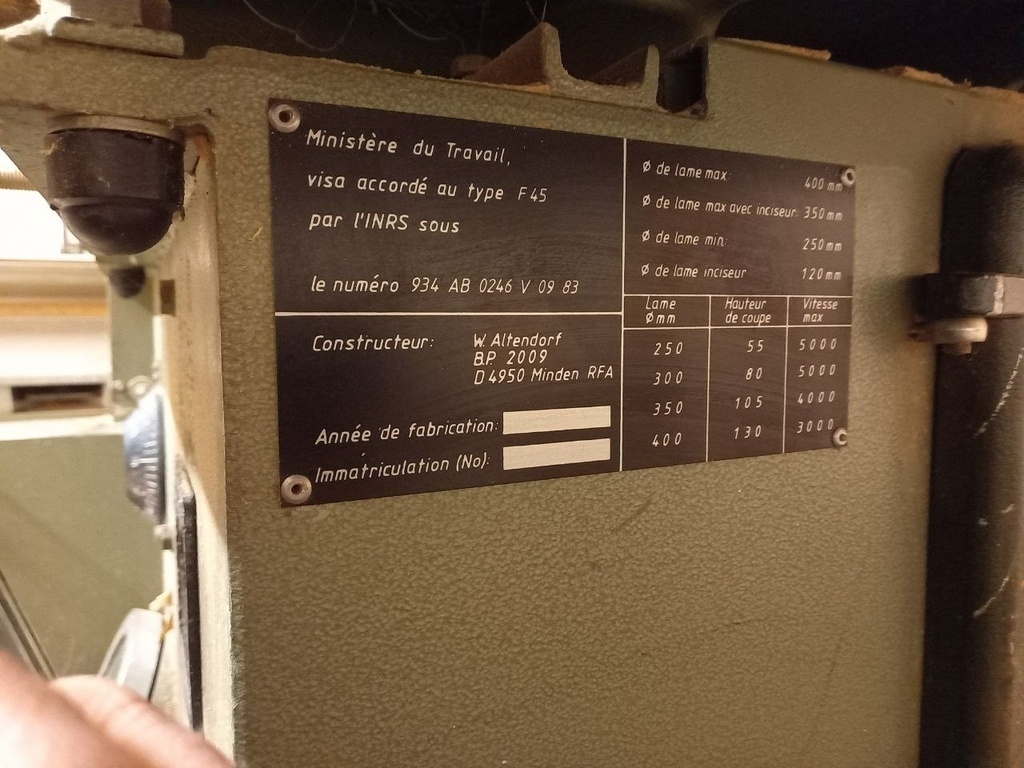 Ministère du Travail,
visa accordé au type F45
par l'INRS sous
le numéro 934 AB 0246 V 09 83
Constructeur: W. Altendorf
B.P. 2009
D4950 Minden RFA
Année de fabrication:
Immatriculation (No):
Ø de lame max: 400 mm
Ø de lame max avec inciseur: 350 mm
Ø de lame min: 250 mm
Ø de lame inciseur 120 mm
Lame Hauteur Vitesse
Ø mm de coupe max
250 55 5000
300 80 5000
350 105 4000
400 130 3000